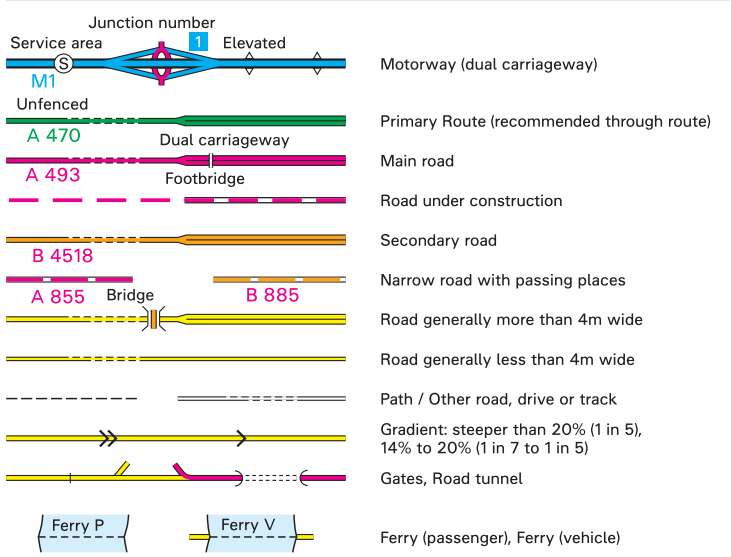 Junction number
Service area
1
Elevated
S
M1
Motorway (dual carriageway)
Unfenced
A 470
Primary Route (recommended through route)
Dual carriageway
A 493
Main road
Footbridge
Road under construction
B 4518
Secondary road
A 855
Bridge
B 885
Narrow road with passing places
Road generally more than 4m wide
Road generally less than 4m wide
Path / Other road, drive or track
Gradient: steeper than 20% (1 in 5),
14% to 20% (1 in 7 to 1 in 5)
Gates, Road tunnel
Ferry P
Ferry V
Ferry (passenger), Ferry (vehicle)